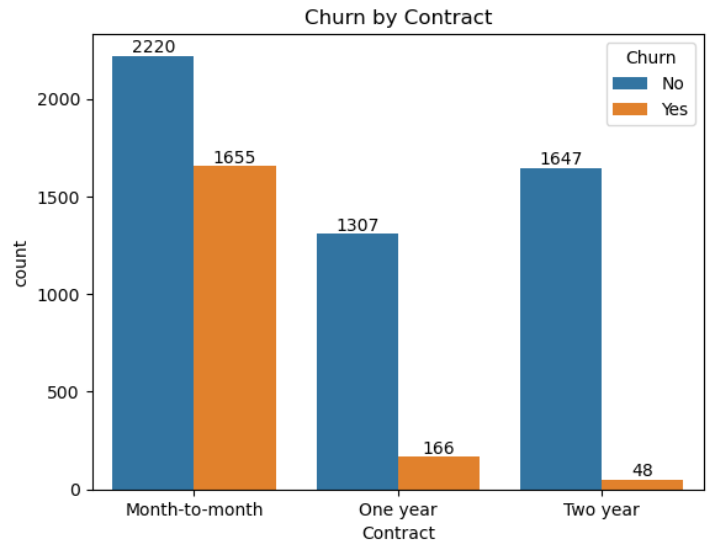 Churn by Contract
Churn
No
Yes
2220
1655
1307
166
1647
48
2000
1500
1000
500
0
count
Month-to-month
One year
Two year
Contract